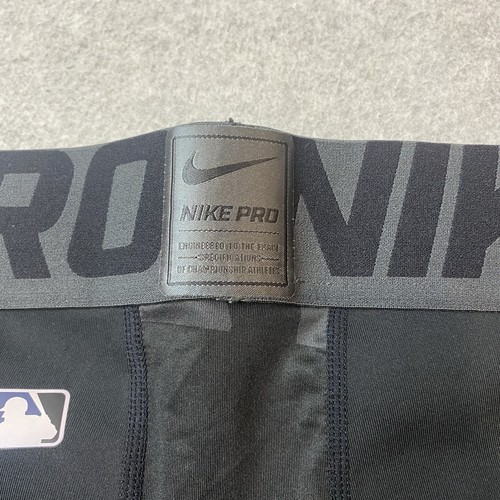 RO
NIK
NIKE PRO
ENGINEERED TO THE EXACT
SPECIFICATIONS
OF CHAMPIONSHIP ATHLETES